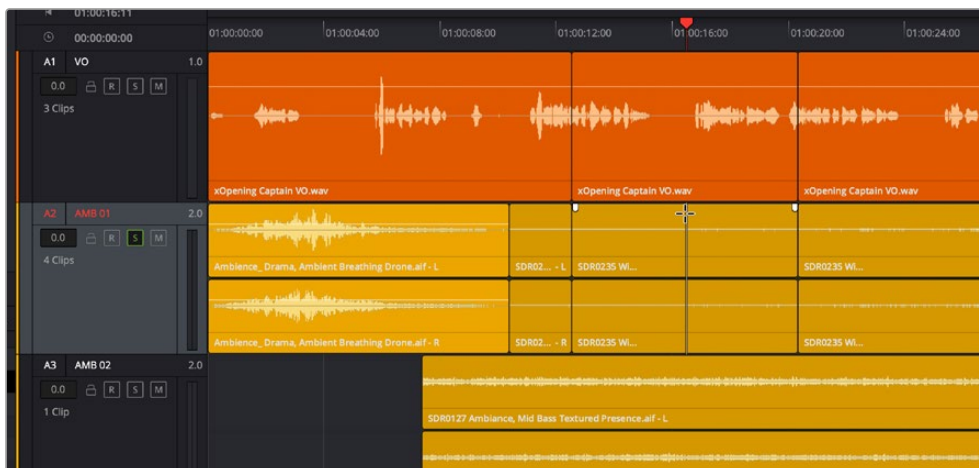 01:00:16:11
00:00:00:00
01:00:00:00 01:00:04:00 01:00:08:00 01:00:12:00 01:00:16:00 01:00:20:00 01:00:24:00
A1 VO 1.0
0.0 R S M
3 Clips
xOpening Captain VO.wav xOpening Captain VO.wav xOpening Captain VO.wav
A2 AMB 01 2.0
0.0 R S M
4 Clips
Ambience_ Drama, Ambient Breathing Drone.aif - L SDR02... - L SDR0235 Wi... SDR0235 Wi...
Ambience_ Drama, Ambient Breathing Drone.aif - R SDR02... - R SDR0235 Wi... SDR0235 Wi...
A3 AMB 02 2.0
0.0 R S M
1 Clip
SDR0127 Ambiance, Mid Bass Textured Presence.aif - L